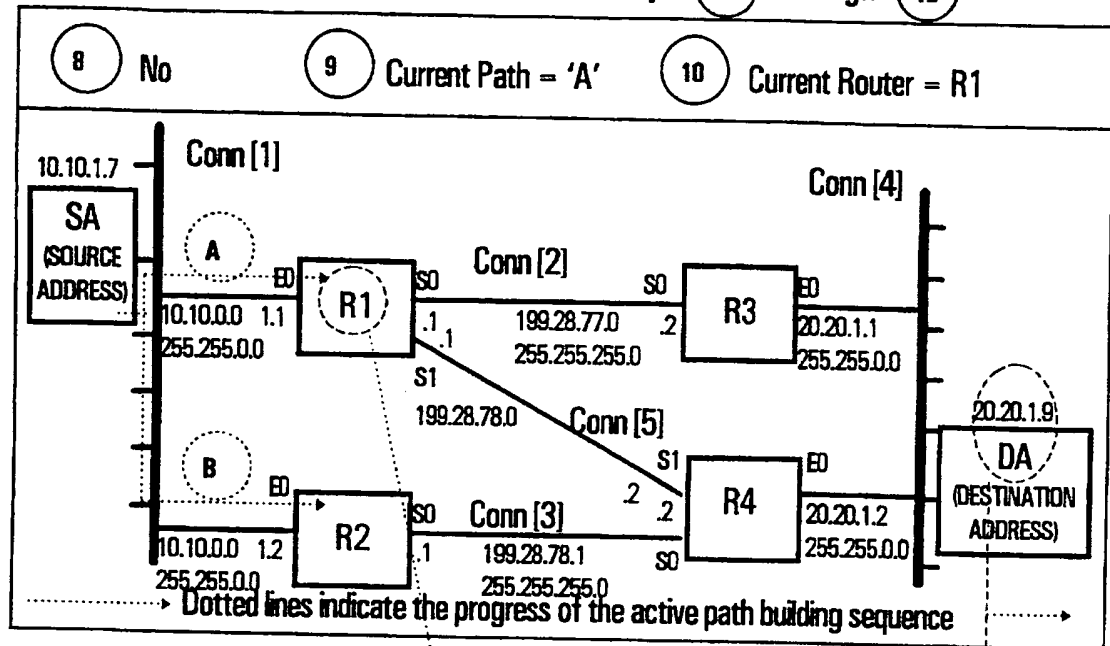 8 No 9 Current Path = 'A' 10 Current Router = R1
10.10.1.7
Conn [1]
Conn [4]
SA
(SOURCE
ADDRESS)
A
E0
R1
S0
Conn [2]
S0
R3
E0
10.10.0.0 1.1
255.255.0.0
.1
.1
199.28.77.0
255.255.255.0
.2
20.20.1.1
255.255.0.0
S1
199.28.78.0
Conn [5]
20.20.1.9
DA
(DESTINATION
ADDRESS)
B
E0
S1
.2
.2
R4
E0
R2
S0
Conn [3]
20.20.1.2
255.255.0.0
10.10.0.0 1.2
255.255.0.0
.1
199.28.78.1
255.255.255.0
S0
Dotted lines indicate the progress of the active path building sequence